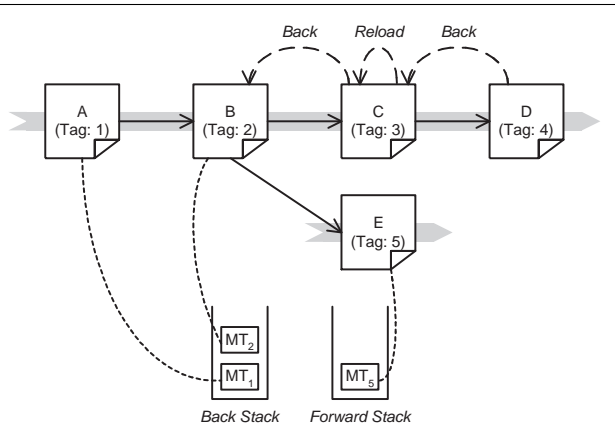 Back
Reload
Back
A
(Tag: 1)
B
(Tag: 2)
C
(Tag: 3)
D
(Tag: 4)
E
(Tag: 5)
MT₂
MT₁
MT₅
Back Stack
Forward Stack